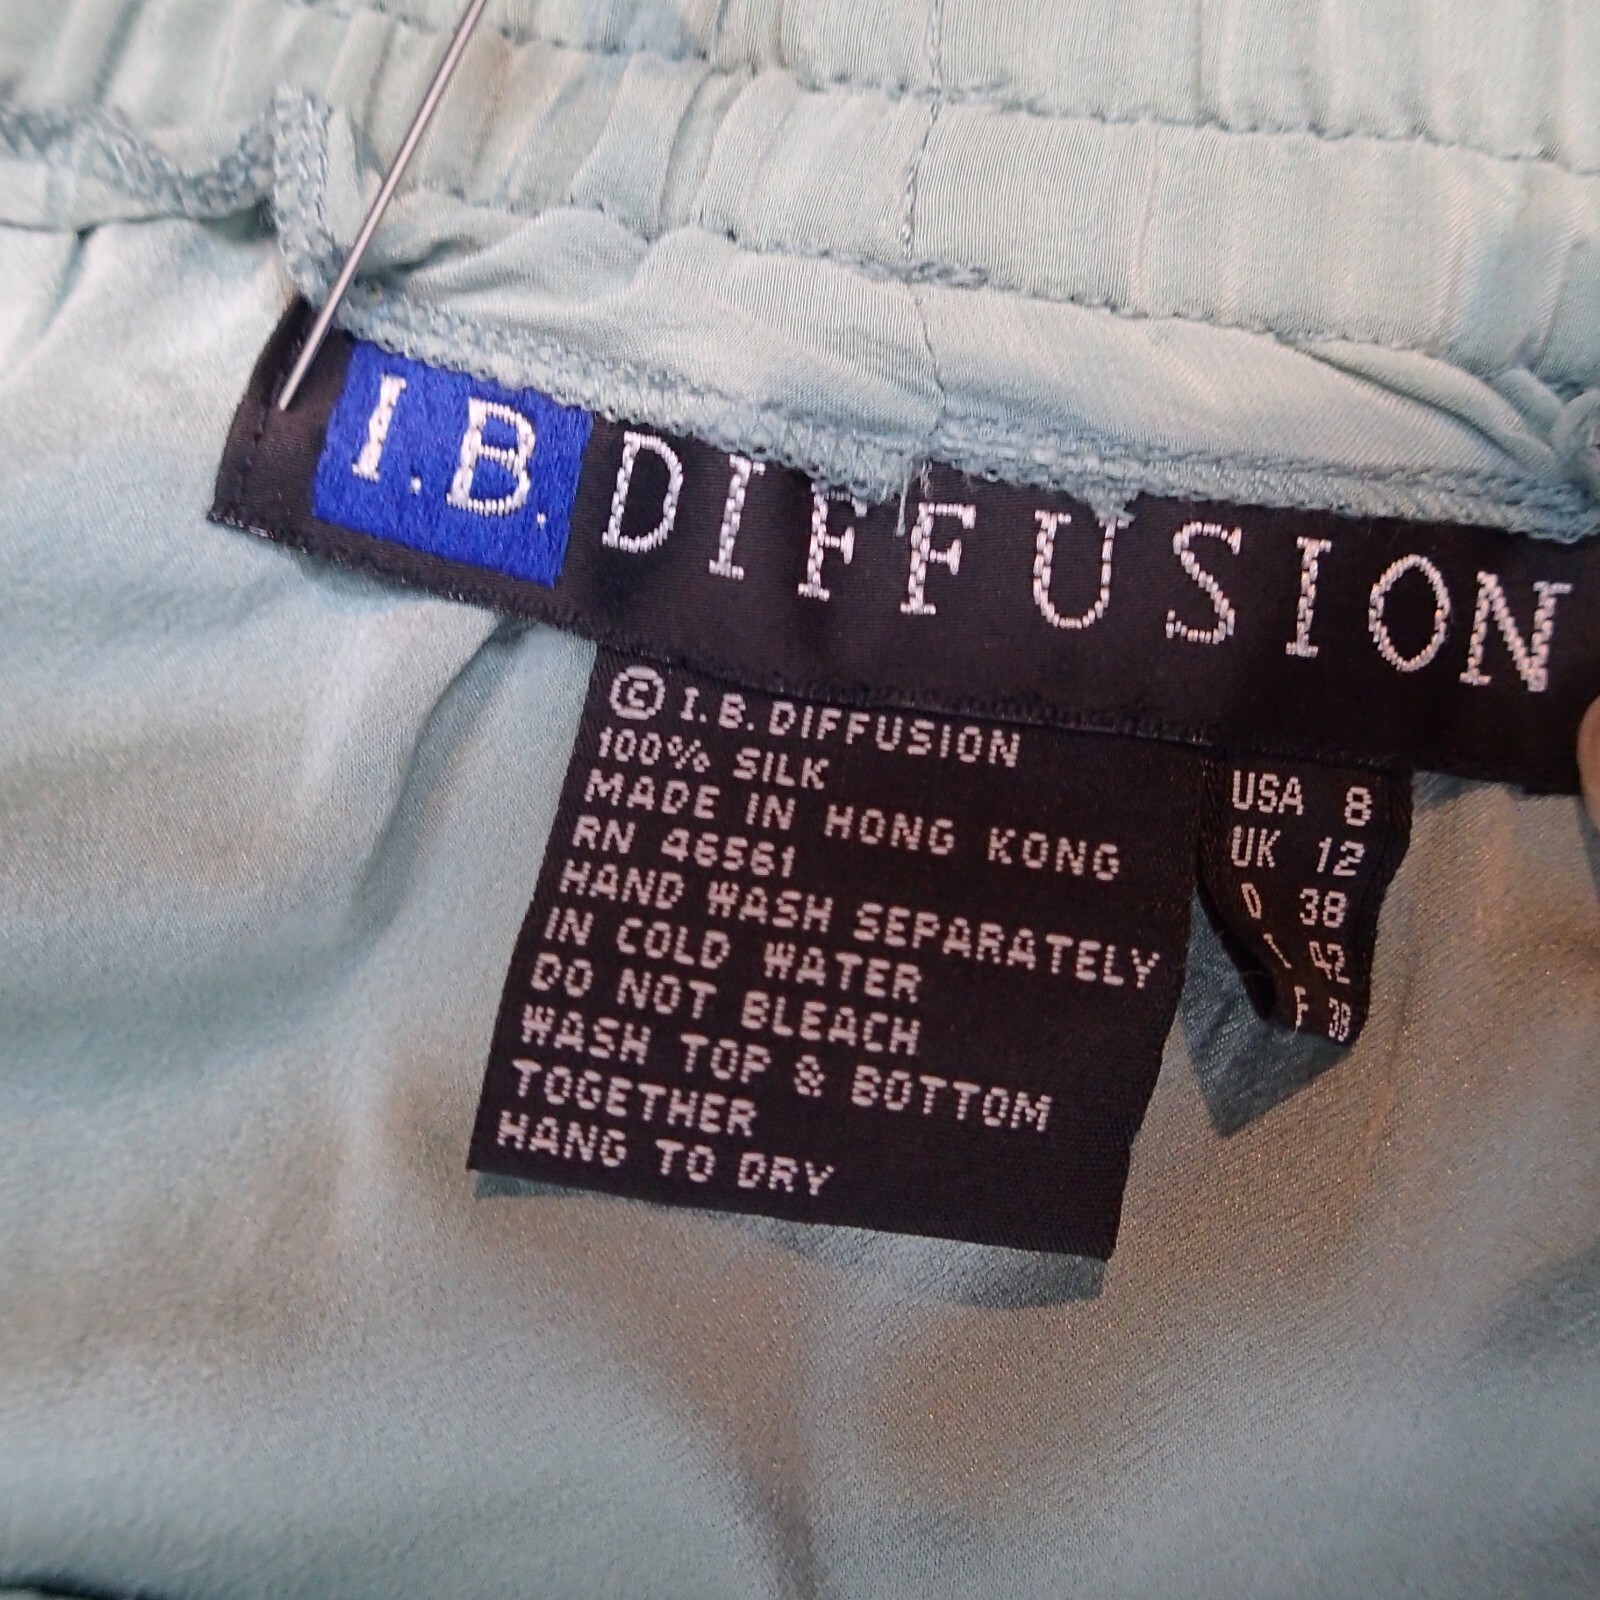 I.B. DIFFUSION
© I.B. DIFFUSION
100% SILK
MADE IN HONG KONG
RN 46561
HAND WASH SEPARATELY
IN COLD WATER
DO NOT BLEACH
WASH TOP & BOTTOM
TOGETHER
HANG TO DRY
USA 8
UK 12
D 38
I 42
F 38